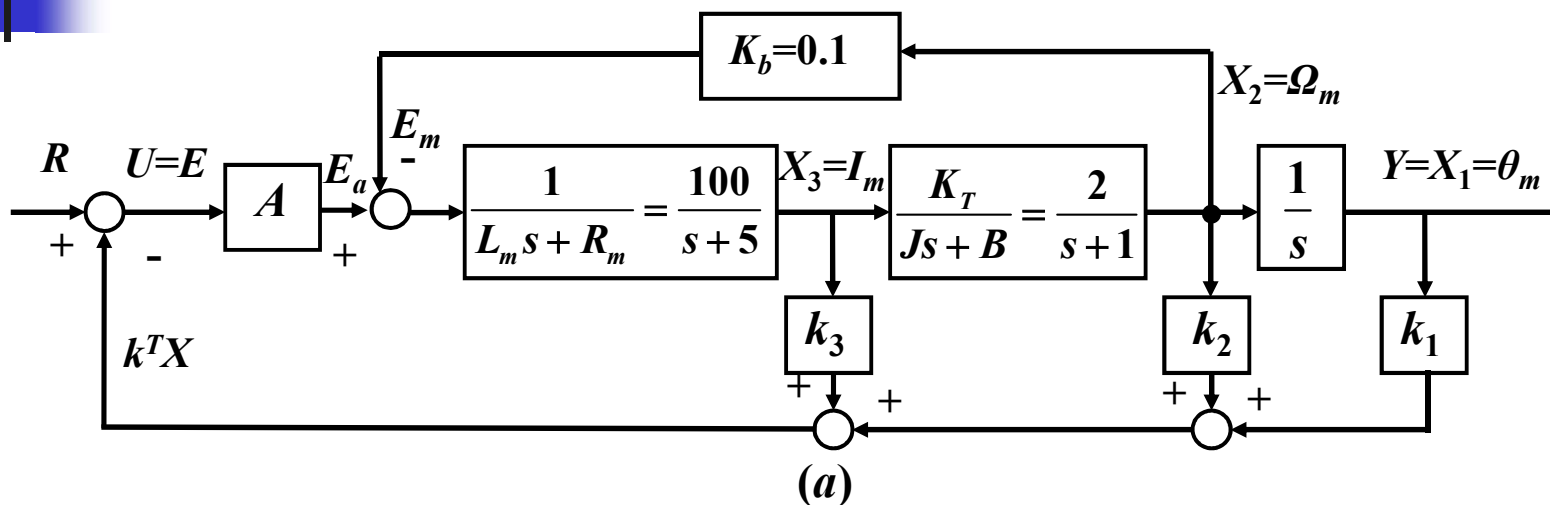 K_b=0.1
X_2=Ω_m
E_m
-
R
U=E
A
E_a
1/(L_m s + R_m) = 100/(s + 5)
X_3=I_m
K_T/(Js + B) = 2/(s + 1)
1/s
Y=X_1=θ_m
+
-
+
k_3
k_2
k_1
k^T X
+
+
+
+
(a)